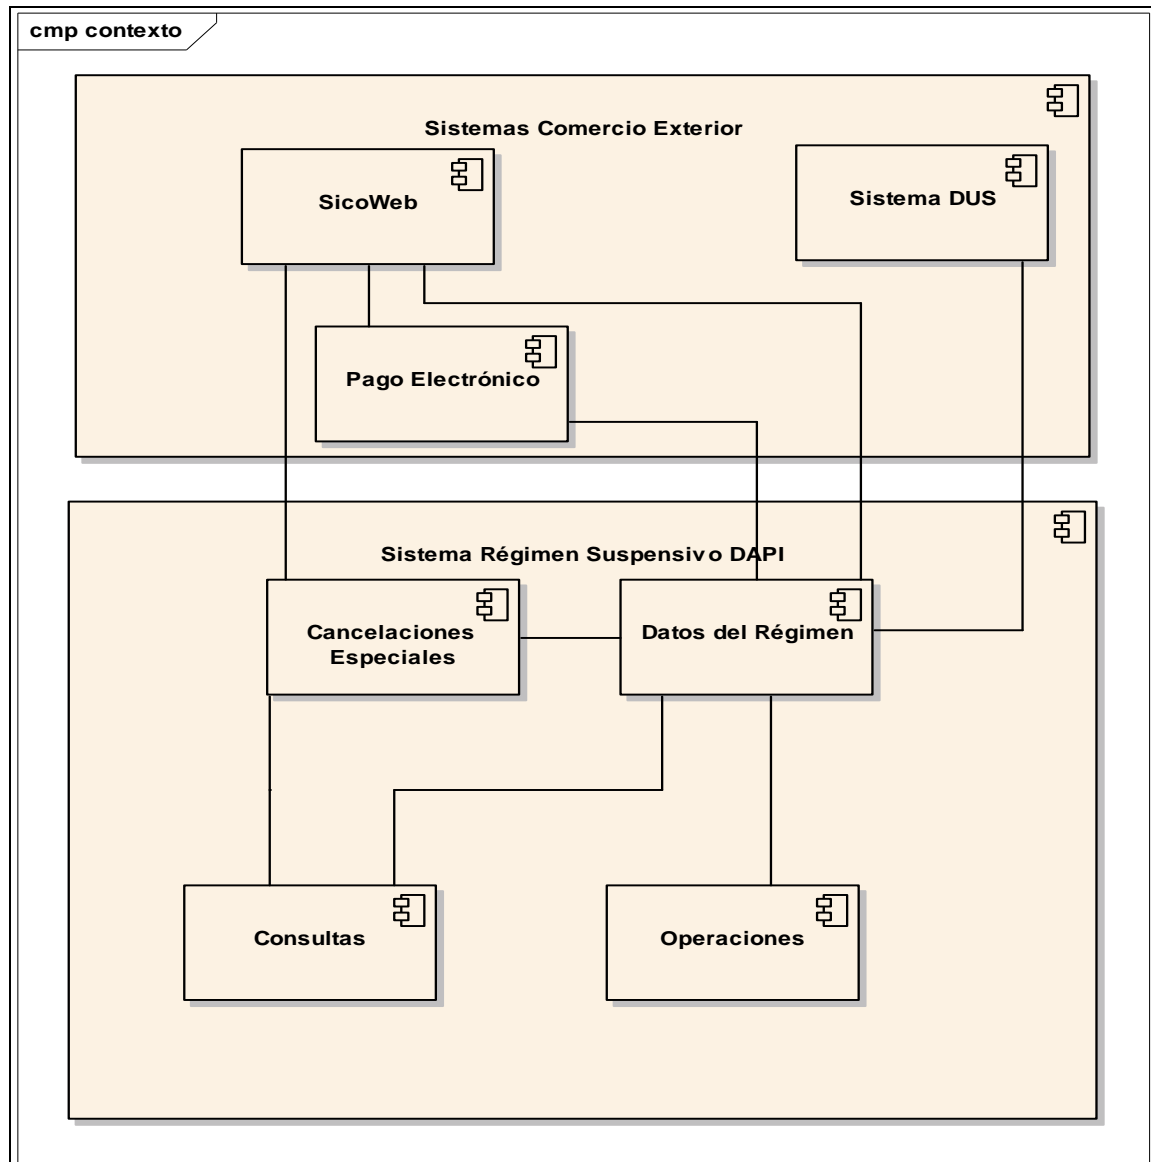 cmp contexto
Sistemas Comercio Exterior
SicoWeb
Sistema DUS
Pago Electrónico
Sistema Régimen Suspensivo DAPI
Cancelaciones
Especiales
Datos del Régimen
Consultas
Operaciones